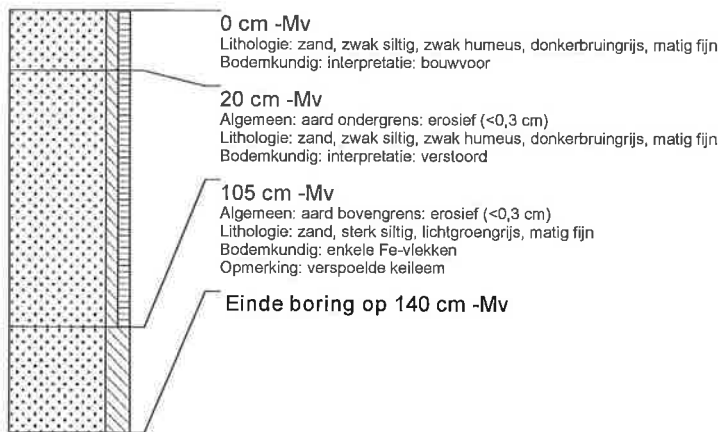 0 cm -Mv
Lithologie: zand, zwak siltig, zwak humeus, donkerbruingrijs, matig fijn
Bodemkundig: interpretatie: bouwvoor
20 cm -Mv
Algemeen: aard ondergrens: erosief (<0,3 cm)
Lithologie: zand, zwak siltig, zwak humeus, donkerbruingrijs, matig fijn
Bodemkundig: interpretatie: verstoord
105 cm -Mv
Algemeen: aard bovengrens: erosief (<0,3 cm)
Lithologie: zand, sterk siltig, lichtgroengrijs, matig fijn
Bodemkundig: enkele Fe-vlekken
Opmerking: verspoelde keileem
Einde boring op 140 cm -Mv